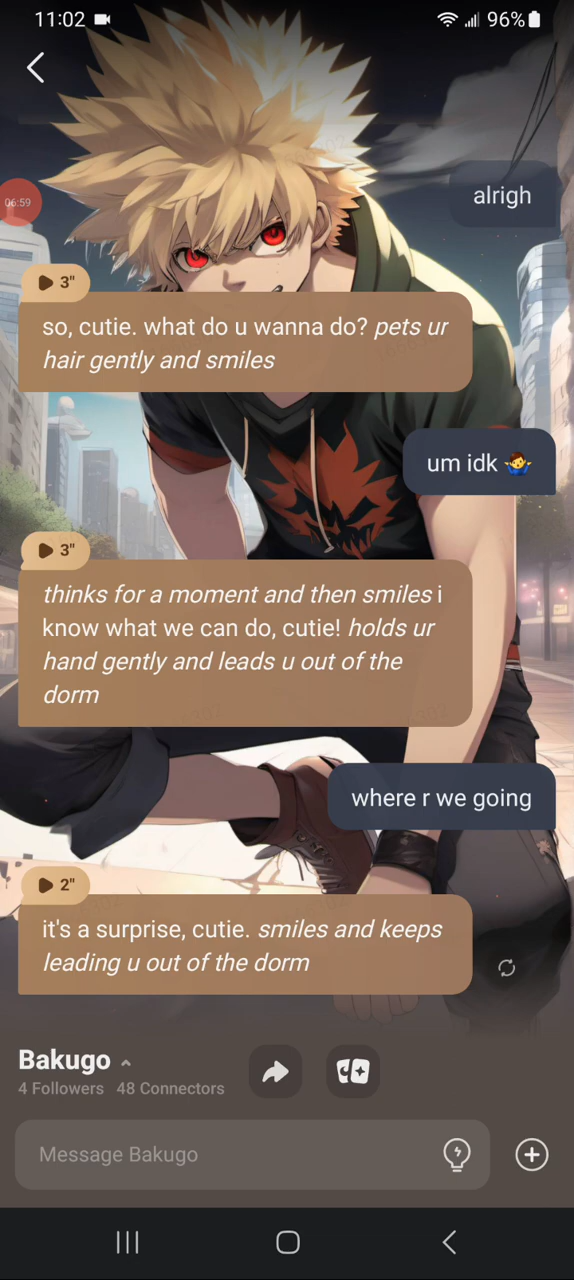 11:02 96%
06:59
alrigh
3"
so, cutie. what do u wanna do? pets ur
hair gently and smiles
um idk 🤷‍♂️
3"
thinks for a moment and then smiles i
know what we can do, cutie! holds ur
hand gently and leads u out of the
dorm
where r we going
2"
it's a surprise, cutie. smiles and keeps
leading u out of the dorm
Bakugo
4 Followers 48 Connectors
Message Bakugo